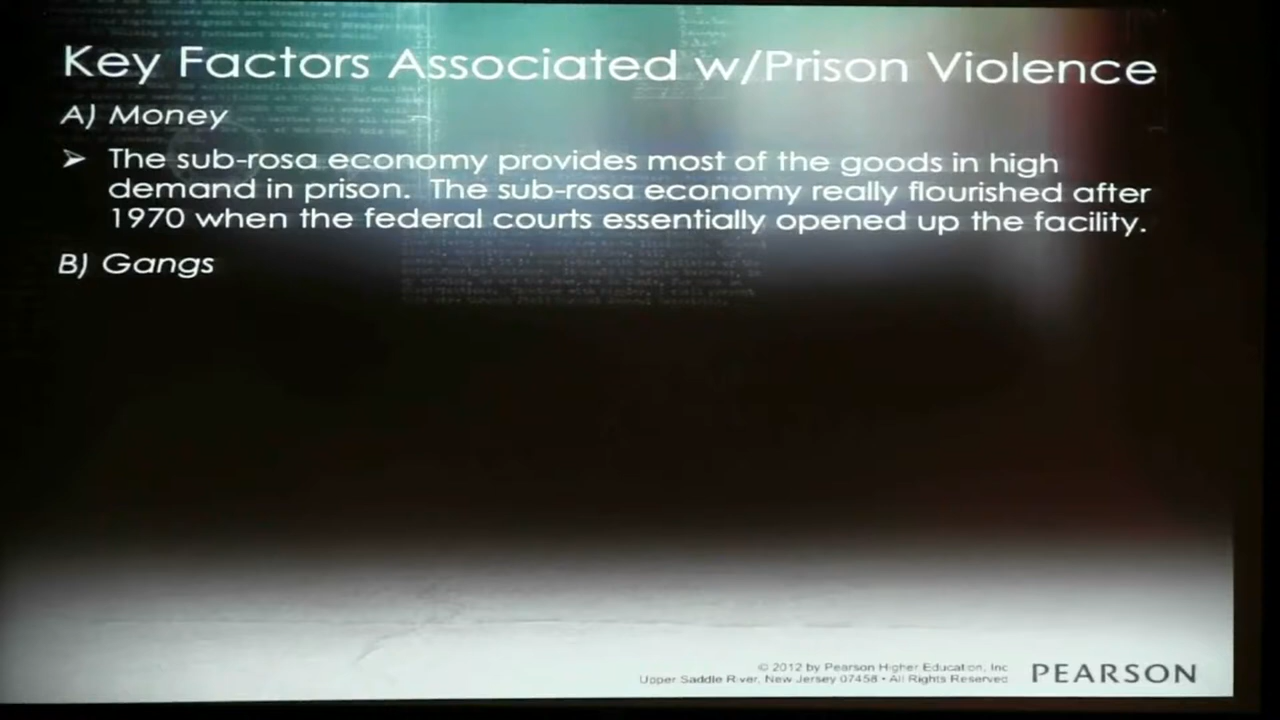 Key Factors Associated w/Prison Violence
A) Money
➢ The sub-rosa economy provides most of the goods in high
demand in prison. The sub-rosa economy really flourished after
1970 when the federal courts essentially opened up the facility.
B) Gangs
© 2012 by Pearson Higher Education, Inc
Upper Saddle River, New Jersey 07458 • All Rights Reserved
PEARSON